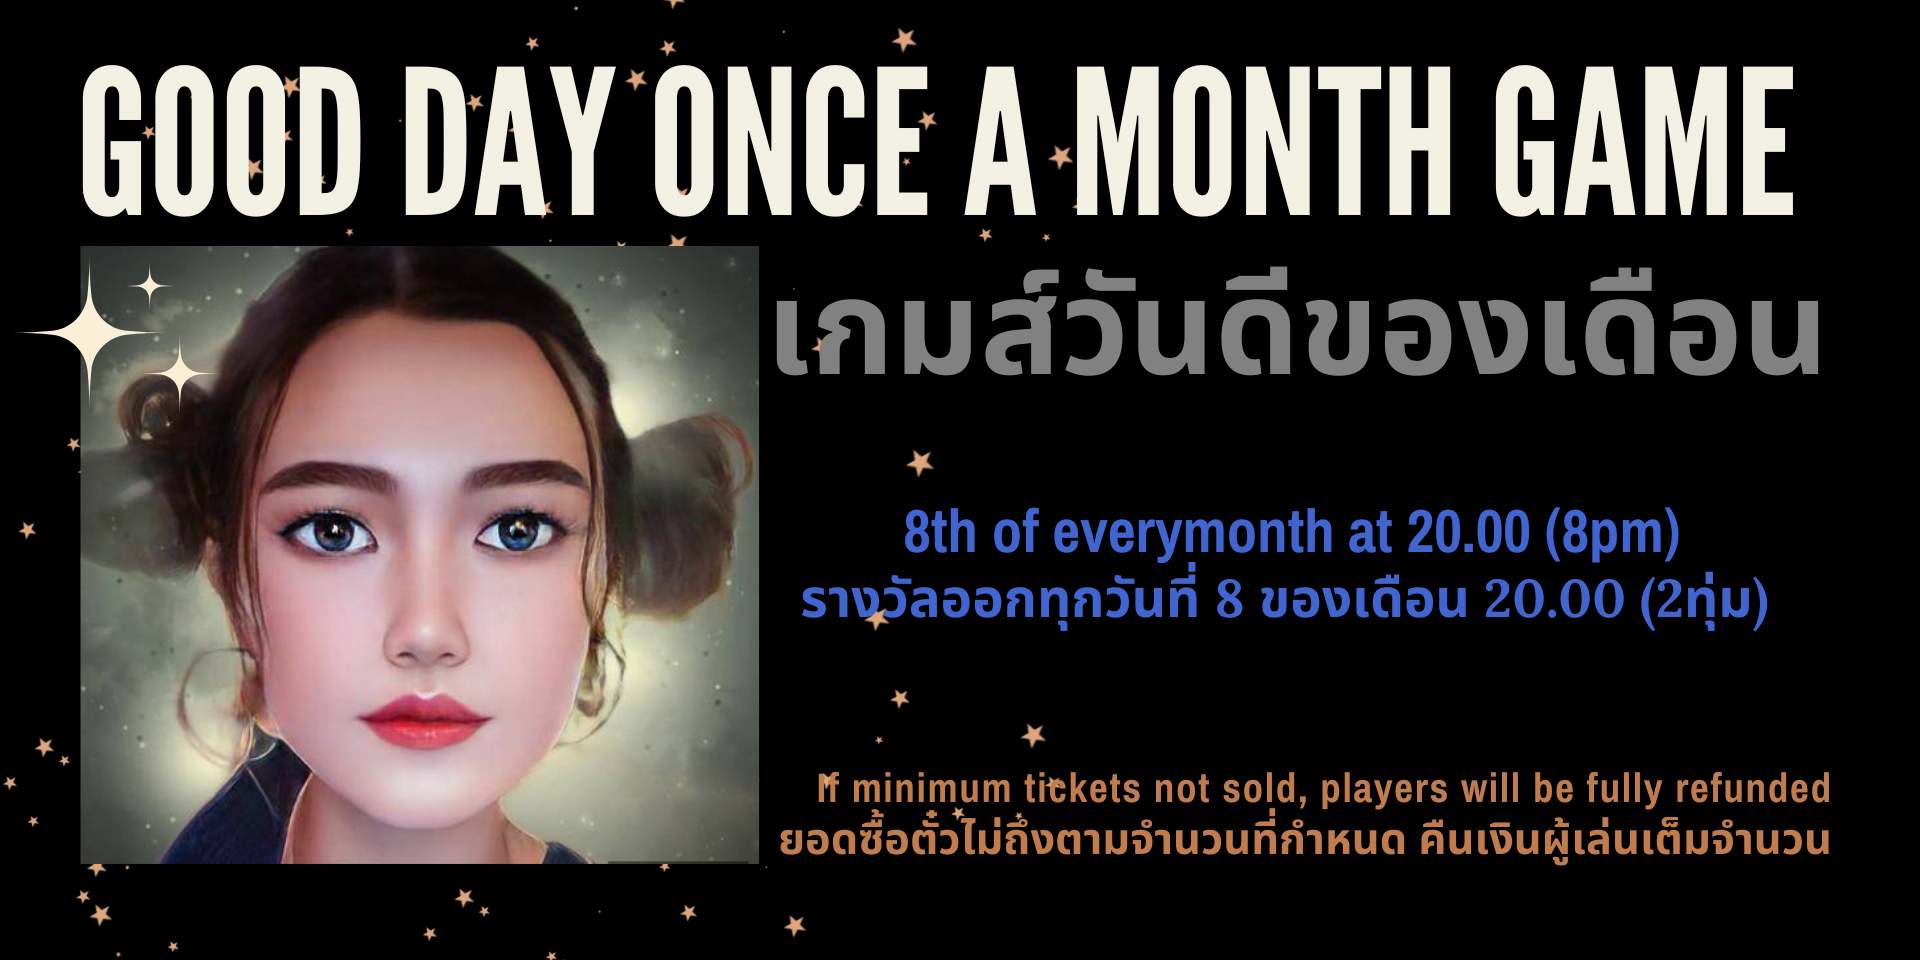 GOOD DAY ONCE A MONTH GAME
เกมส์วันดีของเดือน
8th of everymonth at 20.00 (8pm)
รางวัลออกทุกวันที่ 8 ของเดือน 20.00 (2ทุ่ม)
If minimum tickets not sold, players will be fully refunded
ยอดซื้อตั๋วไม่ถึงตามจำนวนที่กำหนด คืนเงินผู้เล่นเต็มจำนวน